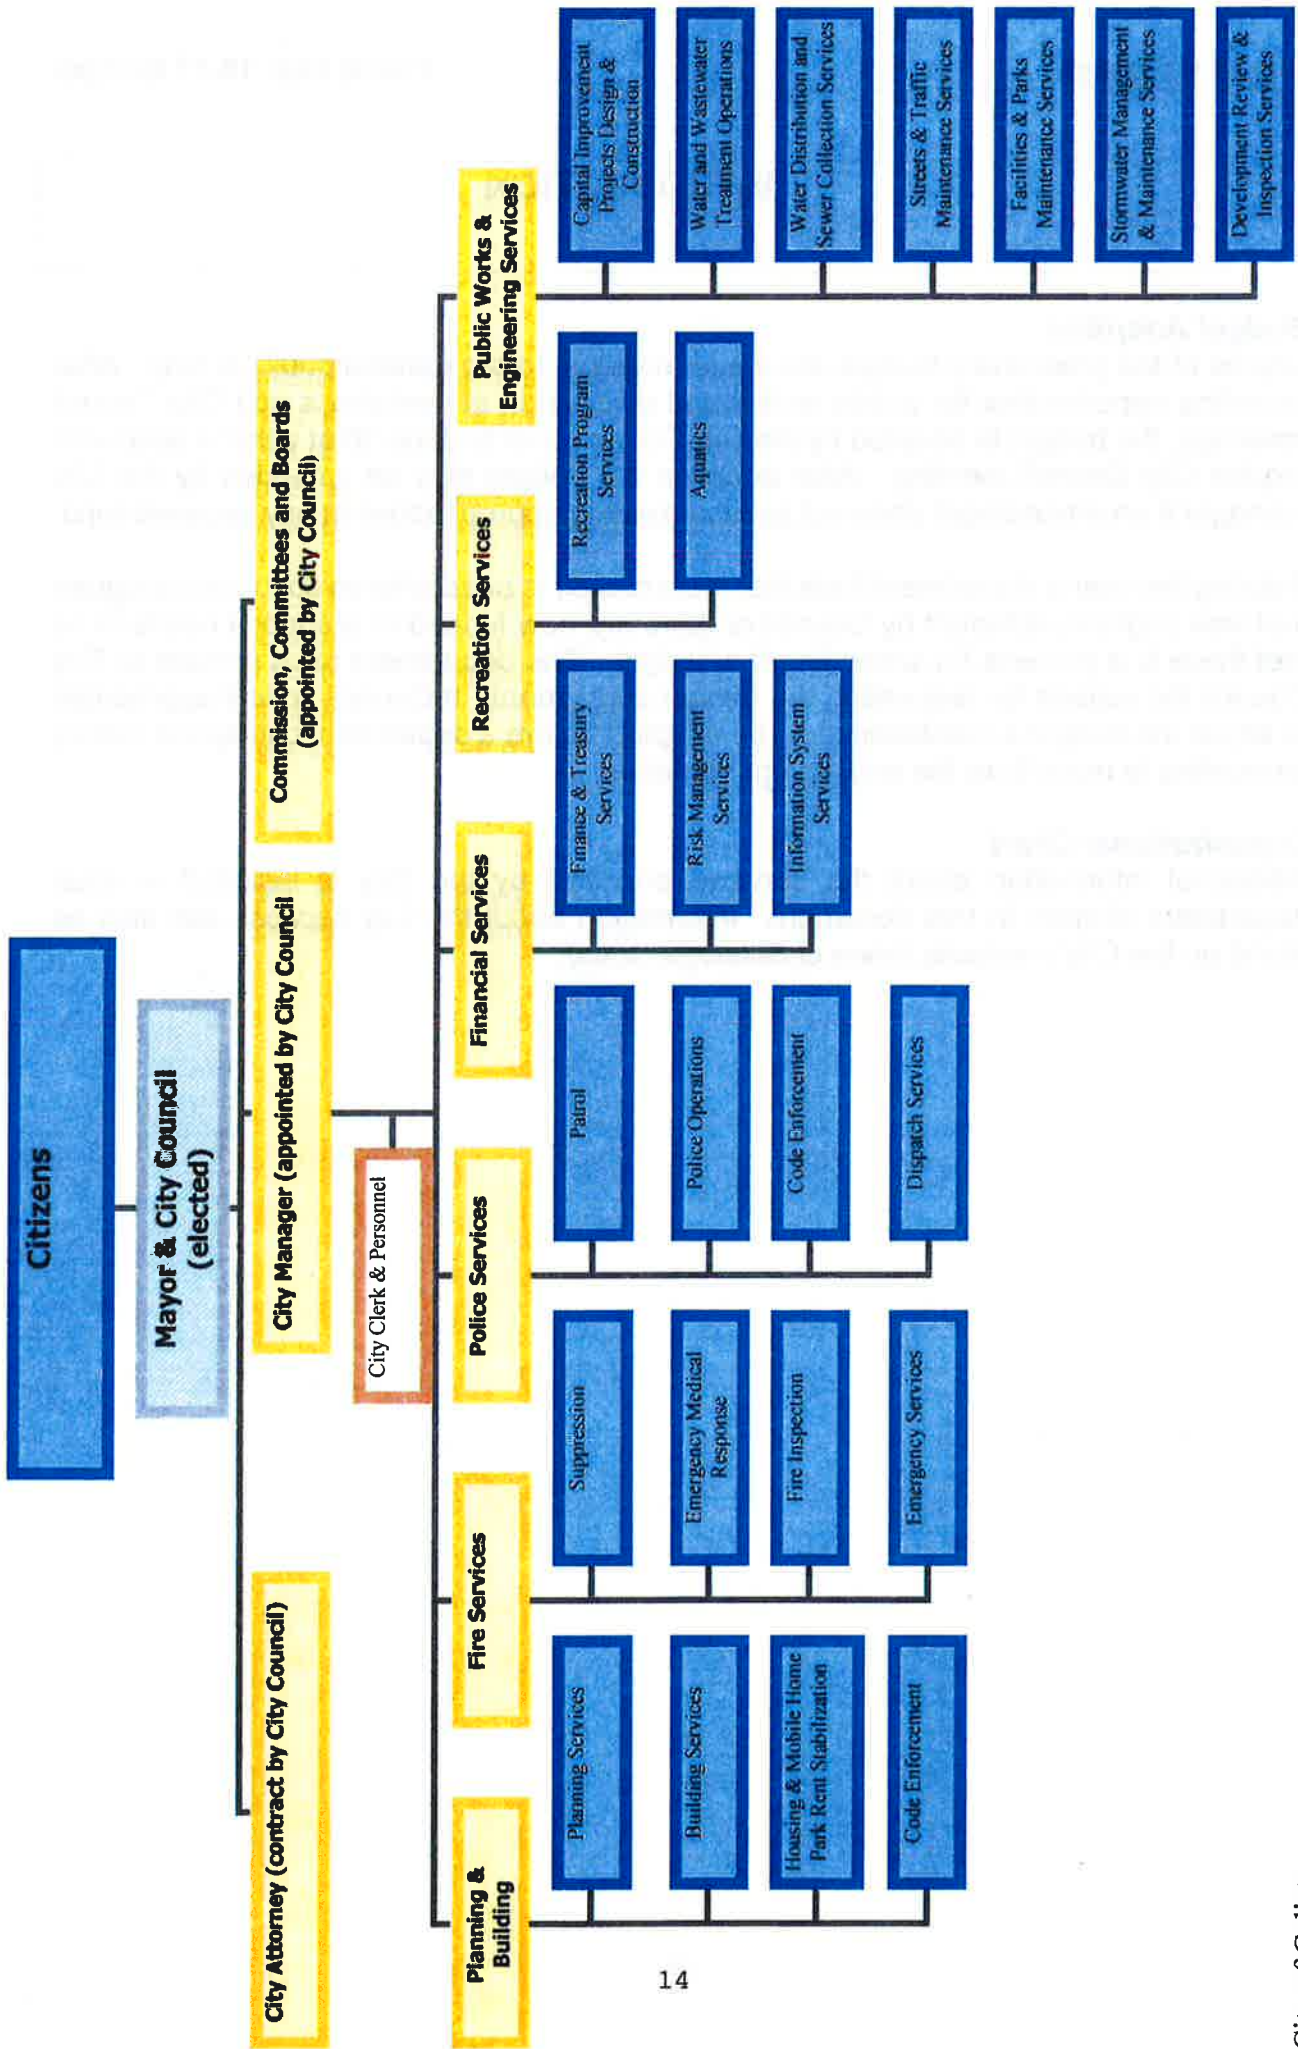 Citizens
Mayor & City Council
(elected)
City Attorney (contract by City Council)
City Manager (appointed by City Council)
Commission, Committees and Boards
(appointed by City Council)
City Clerk & Personnel
Planning &
Building
Planning Services
Building Services
Housing & Mobile Home
Park Rent Stabilization
Code Enforcement
Fire Services
Suppression
Emergency Medical
Response
Fire Inspection
Emergency Services
Police Services
Patrol
Police Operations
Code Enforcement
Dispatch Services
Financial Services
Finance & Treasury
Services
Risk Management
Services
Information System
Services
Recreation Services
Recreation Program
Services
Aquatics
Public Works &
Engineering Services
Capital Improvement
Projects Design &
Construction
Water and Wastewater
Treatment Operations
Water Distribution and
Sewer Collection Services
Streets & Traffic
Maintenance Services
Facilities & Parks
Maintenance Services
Stormwater Management
& Maintenance Services
Development Review &
Inspection Services
14
City of